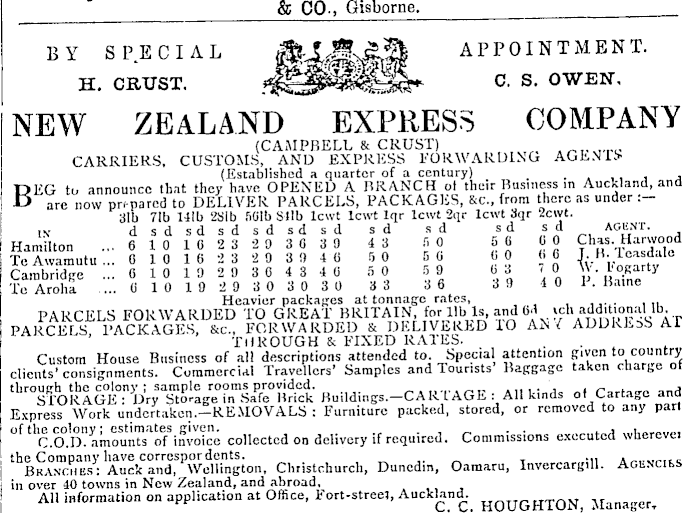 & CO., Gisborne.
BY SPECIAL APPOINTMENT.
H. CRUST. C. S. OWEN.
NEW ZEALAND EXPRESS COMPANY
(CAMPBELL & CRUST)
CARRIERS, CUSTOMS, AND EXPRESS FORWARDING AGENTS
(Established a quarter of a century)
BEG to announce that they have OPENED A BRANCH of their Business in Auckland, and
are now prepared to DELIVER PARCELS, PACKAGES, &c., from there as under :—
3lb 7lb 14lb 28lb 56lb 84lb 1cwt 1cwt 1qr 1cwt 2qr 1cwt 3qr 2cwt.
IN d s d s d s d s d s d s d s d s d s d s d AGENT.
Hamilton ... 6 1 0 1 6 2 3 2 9 3 6 3 9 4 3 5 0 5 6 6 0 Chas. Harwood
Te Awamutu ... 6 1 0 1 6 2 3 2 9 3 9 4 6 5 0 5 6 6 0 6 6 J. B. Teasdale
Cambridge ... 6 1 0 1 9 2 9 3 6 4 3 4 6 5 0 5 9 6 3 7 0 W. Fogarty
Te Aroha ... 6 1 0 1 9 2 9 3 0 3 0 3 0 3 3 3 6 3 9 4 0 P. Baine
Heavier packages at tonnage rates,
PARCELS FORWARDED TO GREAT BRITAIN, for 1lb 1s, and 6d additional lb.
PARCELS, PACKAGES, &c., FORWARDED & DELIVERED TO ANY ADDRESS AT
THROUGH & FIXED RATES.
Custom House Business of all descriptions attended to. Special attention given to country
clients' consignments. Commercial Travellers' Samples and Tourists' Baggage taken charge of
through the colony ; sample rooms provided.
STORAGE : Dry Storage in Safe Brick Buildings.—CARTAGE : All kinds of Cartage and
Express Work undertaken.—REMOVALS : Furniture packed, stored, or removed to any part
of the colony ; estimates given.
C.O.D. amounts of invoice collected on delivery if required. Commissions executed wherever
the Company have correspondents.
BRANCHES : Auckland, Wellington, Christchurch, Dunedin, Oamaru, Invercargill. AGENCIES
in over 40 towns in New Zealand, and abroad,
All information on application at Office, Fort-street, Auckland.
C. C. HOUGHTON, Manager,